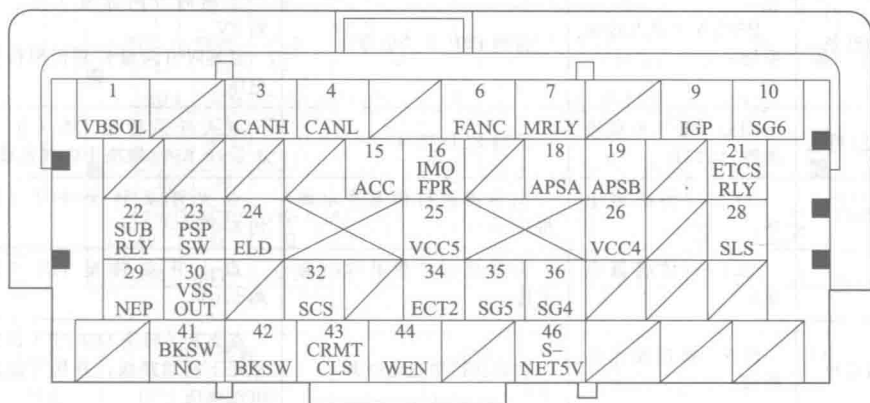 1 3 4 6 7 9 10
VBSOL CANH CANL FANC MRLY IGP SG6
15 16 18 19 21
ACC IMO FPR APSA APSB ETCS RLY
22 23 24 25 26 28
SUB RLY PSP SW ELD VCC5 VCC4 SLS
29 30 32 34 35 36
NEP VSS OUT SCS ECT2 SG5 SG4
41 42 43 44 46
BKSW NC BKSW CRMT CLS WEN S– NET5V